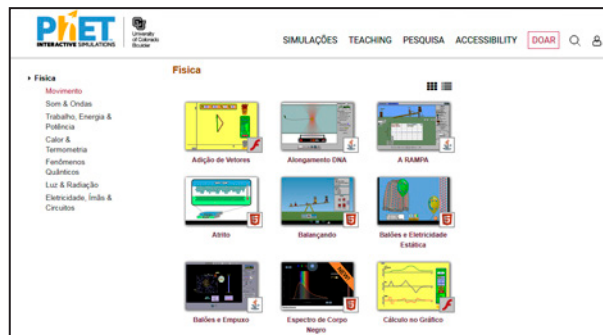 PhET
INTERACTIVE SIMULATIONS
University
of Colorado
Boulder
SIMULAÇÕES TEACHING PESQUISA ACCESSIBILITY DOAR
Física
Movimento
Som & Ondas
Trabalho, Energia &
Potência
Calor &
Termometria
Fenômenos
Quânticos
Luz & Radiação
Eletricidade, Ímãs &
Circuitos
Física
Adição de Vetores Alongamento DNA A RAMPA
Atrito Balançando Balões e Eletricidade
Estática
NEW!
Balões e Empuxo Espectro de Corpo
Negro Cálculo no Gráfico